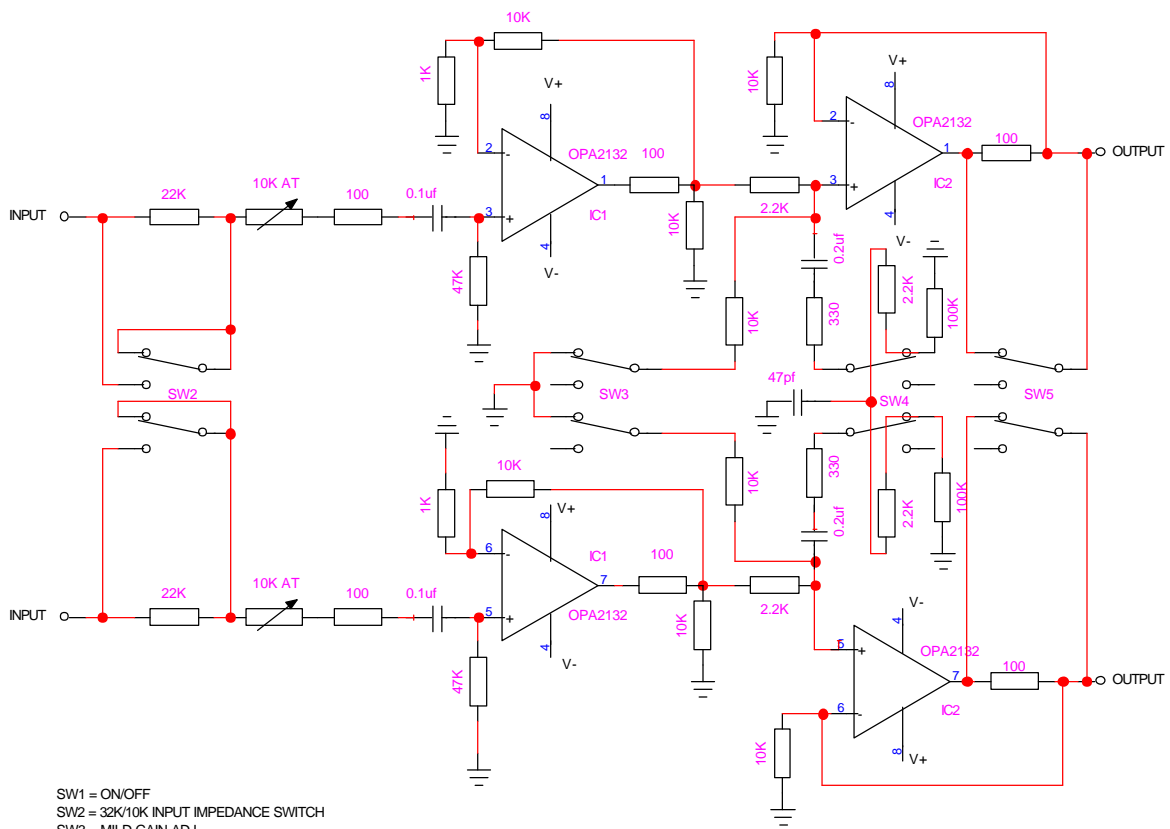 10K
1K
V+
8
2
-
OPA2132
100
1
3
+
IC1
4
V-
10K
10K
V+
8
2
-
OPA2132
100
1
OUTPUT
3
+
IC2
4
V-
INPUT
22K
10K AT
100
0.1uf
47K
2.2K
0.2uf
10K
330
2.2K
100K
SW2
SW3
47pf
SW4
SW5
10K
1K
330
10K
0.2uf
2.2K
100K
V+
8
6
-
IC1
100
7
5
+
OPA2132
4
V-
10K
2.2K
INPUT
22K
10K AT
100
0.1uf
47K
V-
4
5
+
OPA2132
100
7
OUTPUT
6
-
IC2
8
V+
10K
SW1 = ON/OFF
SW2 = 32K/10K INPUT IMPEDANCE SWITCH